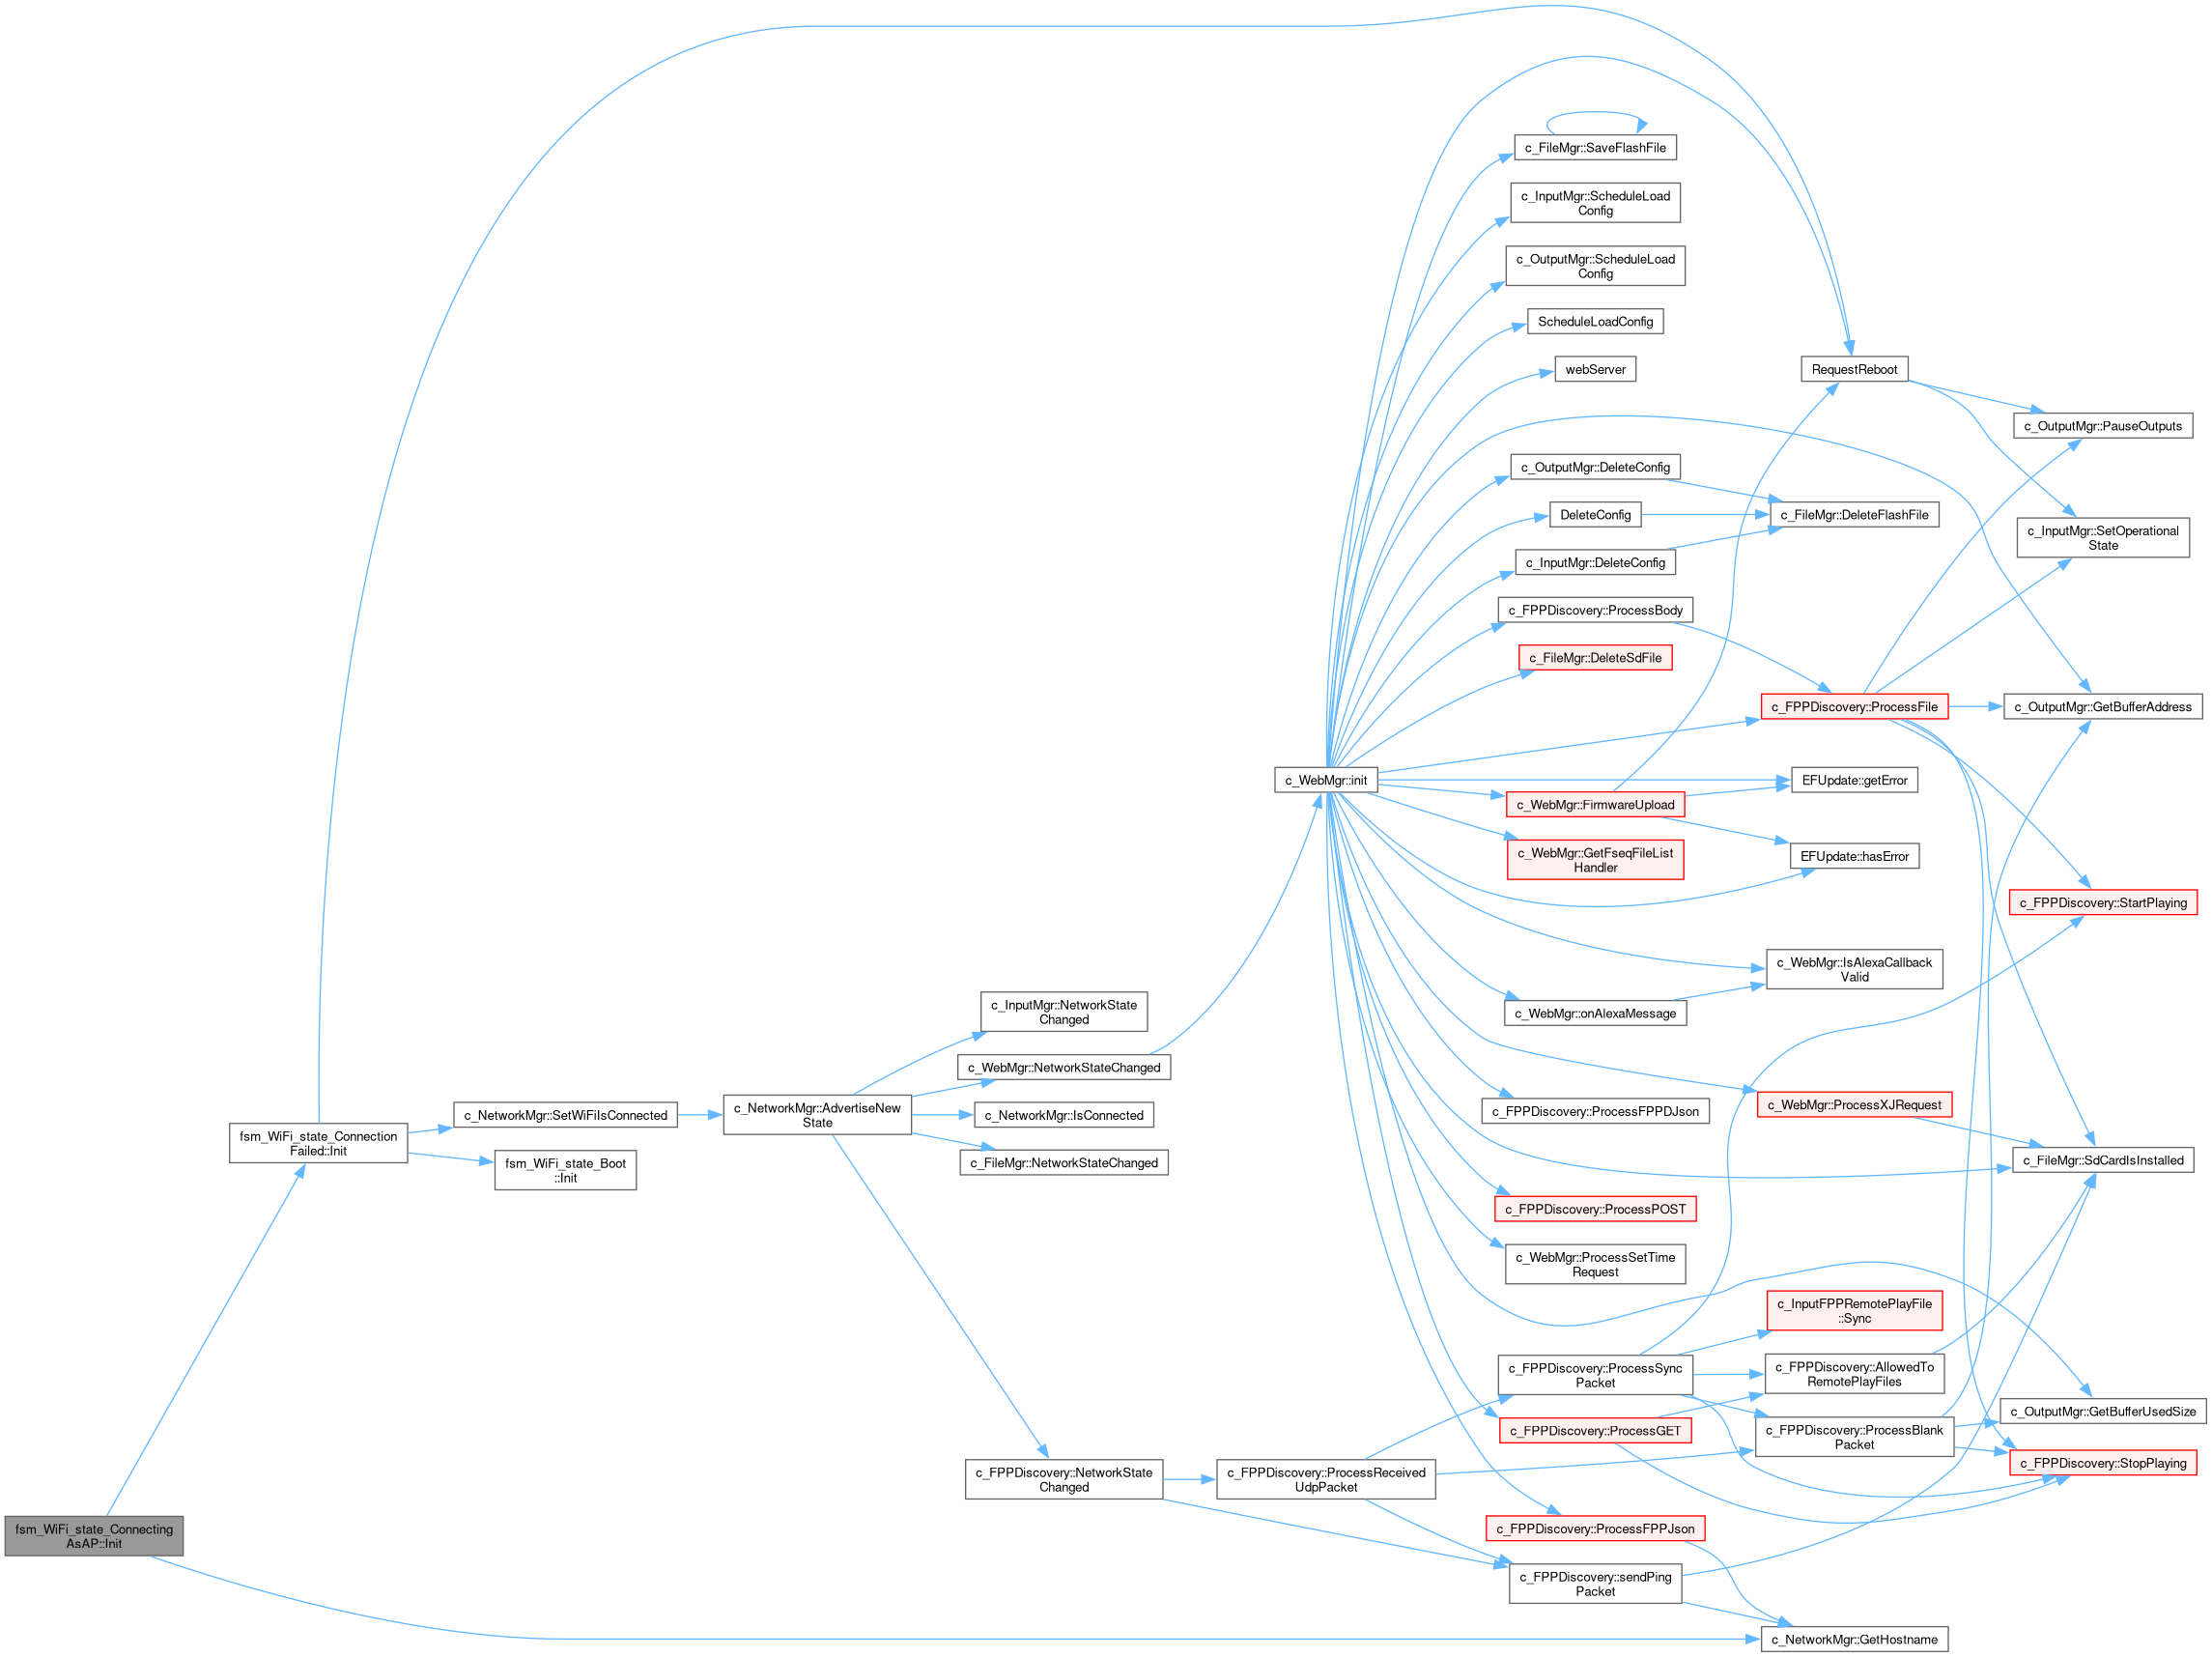 c_FileMgr::SaveFlashFile
c_InputMgr::ScheduleLoad
Config
c_OutputMgr::ScheduleLoad
Config
ScheduleLoadConfig
webServer
RequestReboot
c_OutputMgr::PauseOutputs
c_OutputMgr::DeleteConfig
DeleteConfig
c_FileMgr::DeleteFlashFile
c_InputMgr::SetOperational
State
c_InputMgr::DeleteConfig
c_FPPDiscovery::ProcessBody
c_FileMgr::DeleteSdFile
c_FPPDiscovery::ProcessFile
c_OutputMgr::GetBufferAddress
c_WebMgr::init
EFUpdate::getError
c_WebMgr::FirmwareUpload
c_WebMgr::GetFseqFileList
Handler
EFUpdate::hasError
c_FPPDiscovery::StartPlaying
c_WebMgr::IsAlexaCallback
Valid
c_InputMgr::NetworkState
Changed
c_WebMgr::onAlexaMessage
c_WebMgr::NetworkStateChanged
c_FPPDiscovery::ProcessFPPDJson
c_WebMgr::ProcessXJRequest
c_NetworkMgr::SetWiFiIsConnected
c_NetworkMgr::AdvertiseNew
State
c_NetworkMgr::IsConnected
fsm_WiFi_state_Connection
Failed::Init
fsm_WiFi_state_Boot
::Init
c_FileMgr::NetworkStateChanged
c_FileMgr::SdCardIsInstalled
c_FPPDiscovery::ProcessPOST
c_WebMgr::ProcessSetTime
Request
c_InputFPPRemotePlayFile
::Sync
c_FPPDiscovery::ProcessSync
Packet
c_FPPDiscovery::AllowedTo
RemotePlayFiles
c_OutputMgr::GetBufferUsedSize
c_FPPDiscovery::ProcessGET
c_FPPDiscovery::ProcessBlank
Packet
c_FPPDiscovery::StopPlaying
c_FPPDiscovery::NetworkState
Changed
c_FPPDiscovery::ProcessReceived
UdpPacket
fsm_WiFi_state_Connecting
AsAP::Init
c_FPPDiscovery::ProcessFPPJson
c_FPPDiscovery::sendPing
Packet
c_NetworkMgr::GetHostname